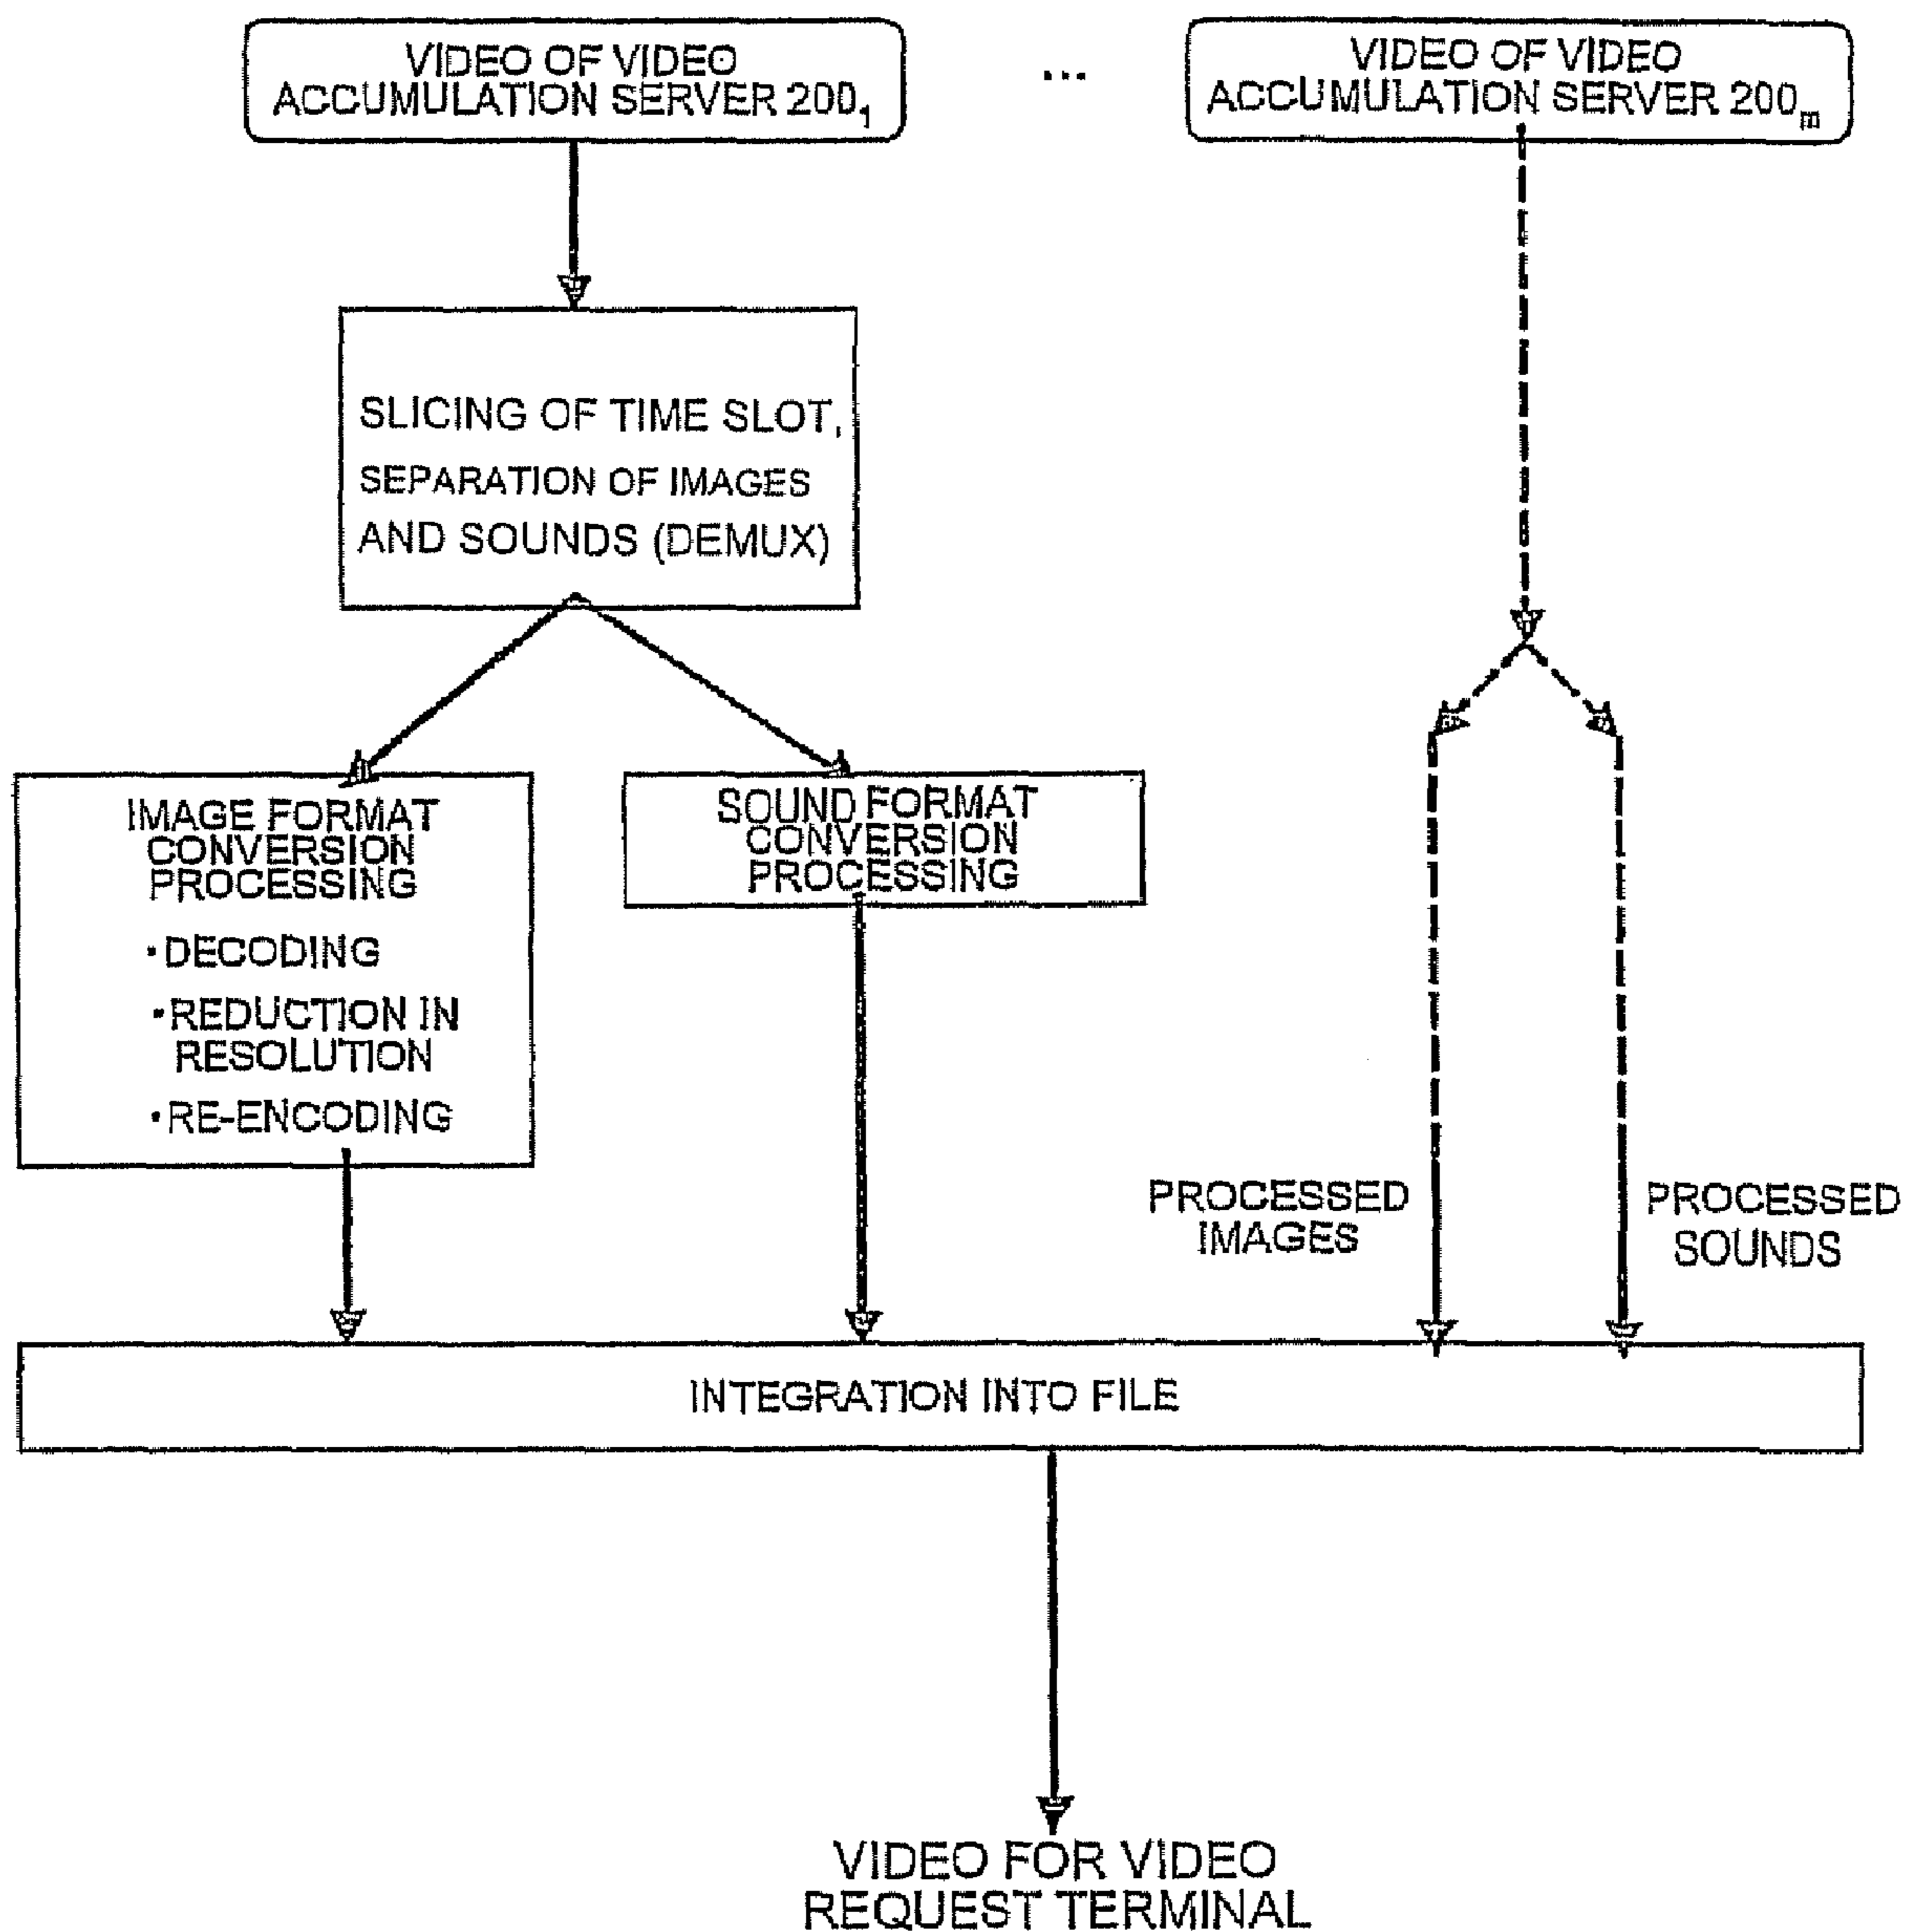 VIDEO OF VIDEO
ACCUMULATION SERVER 200₁
...
VIDEO OF VIDEO
ACCUMULATION SERVER 200ₘ
SLICING OF TIME SLOT,
SEPARATION OF IMAGES
AND SOUNDS (DEMUX)
IMAGE FORMAT
CONVERSION
PROCESSING
・DECODING
・REDUCTION IN
RESOLUTION
・RE-ENCODING
SOUND FORMAT
CONVERSION
PROCESSING
PROCESSED
IMAGES
PROCESSED
SOUNDS
INTEGRATION INTO FILE
VIDEO FOR VIDEO
REQUEST TERMINAL